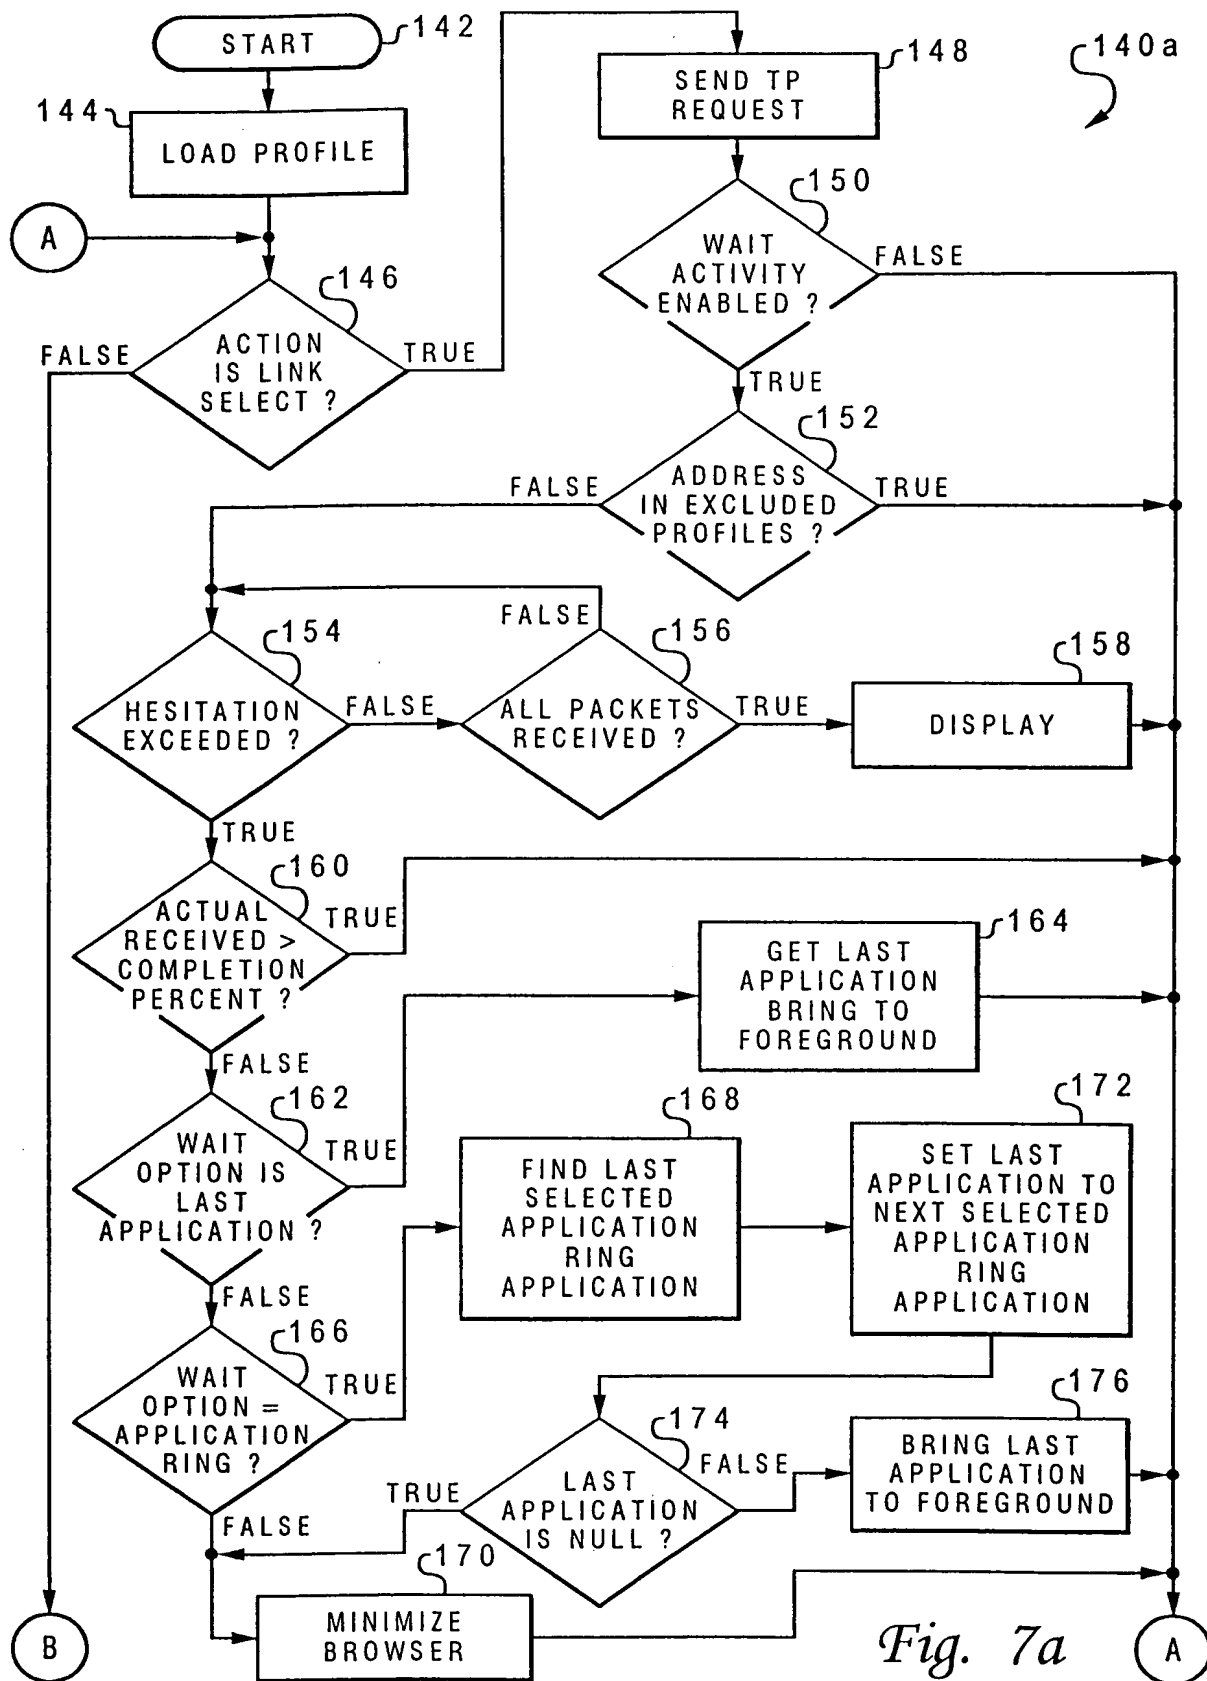 START
142
144
LOAD PROFILE
A
146
ACTION
IS LINK
SELECT ?
FALSE
TRUE
148
SEND TP
REQUEST
140a
150
WAIT
ACTIVITY
ENABLED ?
FALSE
TRUE
152
ADDRESS
IN EXCLUDED
PROFILES ?
FALSE
TRUE
154
HESITATION
EXCEEDED ?
FALSE
TRUE
156
ALL PACKETS
RECEIVED ?
FALSE
TRUE
158
DISPLAY
160
ACTUAL
RECEIVED >
COMPLETION
PERCENT ?
TRUE
FALSE
162
WAIT
OPTION IS
LAST
APPLICATION ?
TRUE
FALSE
164
GET LAST
APPLICATION
BRING TO
FOREGROUND
166
WAIT
OPTION =
APPLICATION
RING ?
TRUE
FALSE
168
FIND LAST
SELECTED
APPLICATION
RING
APPLICATION
172
SET LAST
APPLICATION TO
NEXT SELECTED
APPLICATION
RING
APPLICATION
174
LAST
APPLICATION
IS NULL ?
TRUE
FALSE
176
BRING LAST
APPLICATION
TO FOREGROUND
170
MINIMIZE
BROWSER
B
Fig. 7a
A